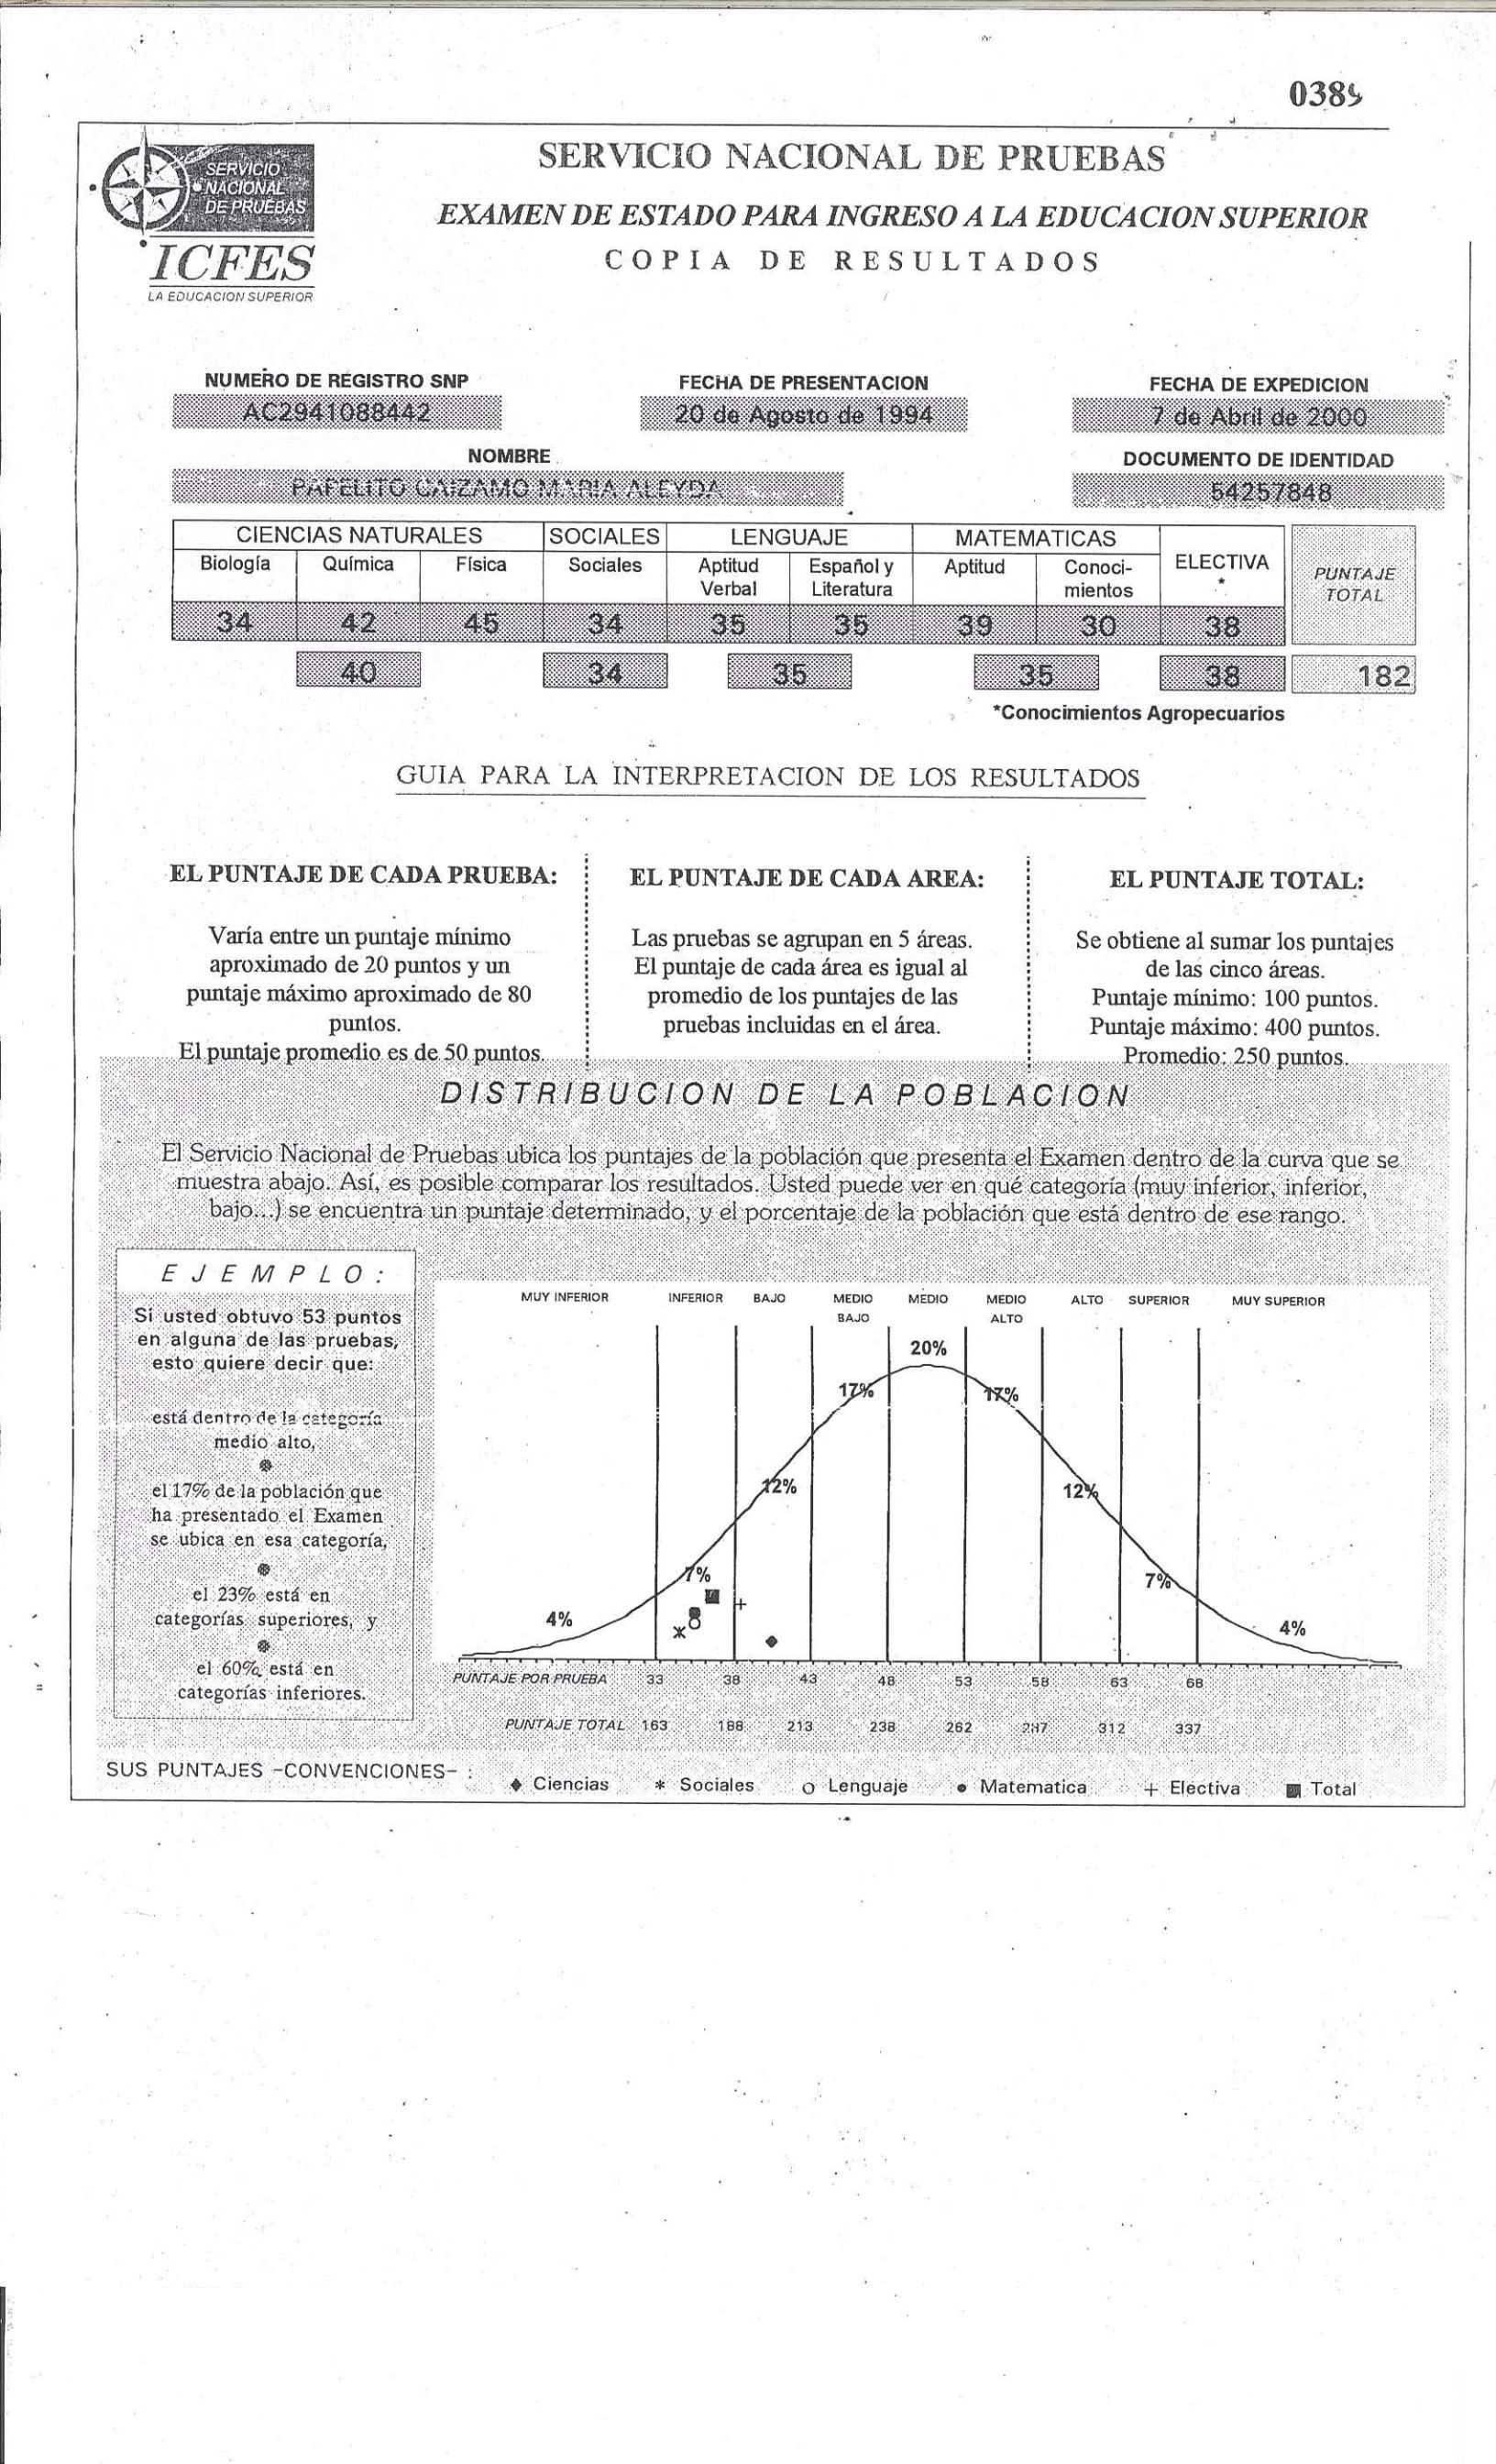 0389
SERVICIO
NACIONAL
DE PRUEBAS
ICFES
LA EDUCACION SUPERIOR
SERVICIO NACIONAL DE PRUEBAS
EXAMEN DE ESTADO PARA INGRESO A LA EDUCACION SUPERIOR
COPIA DE RESULTADOS
NUMERO DE REGISTRO SNP FECHA DE PRESENTACION FECHA DE EXPEDICION
AC2941088442 20 de Agosto de 1994 7 de Abril de 2000
NOMBRE DOCUMENTO DE IDENTIDAD
PAPELITO CAIZAMO MARIA ALEYDA 54257848
CIENCIAS NATURALES SOCIALES LENGUAJE MATEMATICAS ELECTIVA * PUNTAJE TOTAL
Biología Química Física Sociales Aptitud Verbal Español y Literatura Aptitud Conoci-mientos
34 42 45 34 35 35 39 30 38
40 34 35 35 38 182
*Conocimientos Agropecuarios
GUIA PARA LA INTERPRETACION DE LOS RESULTADOS
EL PUNTAJE DE CADA PRUEBA:
Varía entre un puntaje mínimo
aproximado de 20 puntos y un
puntaje máximo aproximado de 80
puntos.
El puntaje promedio es de 50 puntos.
EL PUNTAJE DE CADA AREA:
Las pruebas se agrupan en 5 áreas.
El puntaje de cada área es igual al
promedio de los puntajes de las
pruebas incluidas en el área.
EL PUNTAJE TOTAL:
Se obtiene al sumar los puntajes
de las cinco áreas.
Puntaje mínimo: 100 puntos.
Puntaje máximo: 400 puntos.
Promedio: 250 puntos.
DISTRIBUCION DE LA POBLACION
El Servicio Nacional de Pruebas ubica los puntajes de la población que presenta el Examen dentro de la curva que se
muestra abajo. Así, es posible comparar los resultados. Usted puede ver en qué categoría (muy inferior, inferior,
bajo...) se encuentra un puntaje determinado, y el porcentaje de la población que está dentro de ese rango.
EJEMPLO:
Si usted obtuvo 53 puntos
en alguna de las pruebas,
esto quiere decir que:
está dentro de la categoría
medio alto,
el 17% de la población que
ha presentado el Examen
se ubica en esa categoría,
el 23% está en
categorías superiores, y
el 60% está en
categorías inferiores.
MUY INFERIOR INFERIOR BAJO MEDIO BAJO MEDIO MEDIO ALTO ALTO SUPERIOR MUY SUPERIOR
20%
17% 17%
12% 12%
7% 7%
4% 4%
PUNTAJE POR PRUEBA 33 38 43 48 53 58 63 68
PUNTAJE TOTAL 163 188 213 238 262 287 312 337
SUS PUNTAJES -CONVENCIONES- : ◆ Ciencias * Sociales o Lenguaje ● Matematica + Electiva ■ Total